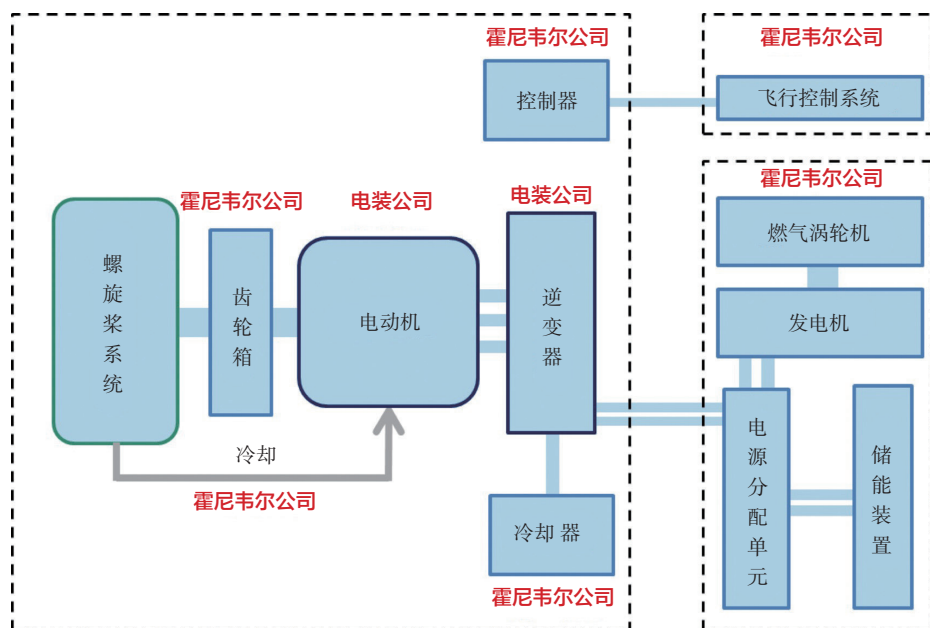 霍尼韦尔公司
控制器
霍尼韦尔公司
飞行控制系统
螺旋桨系统
霍尼韦尔公司
齿轮箱
电装公司
电动机
电装公司
逆变器
冷却
霍尼韦尔公司
冷却 器
霍尼韦尔公司
霍尼韦尔公司
燃气涡轮机
发电机
电源分配单元
储能装置